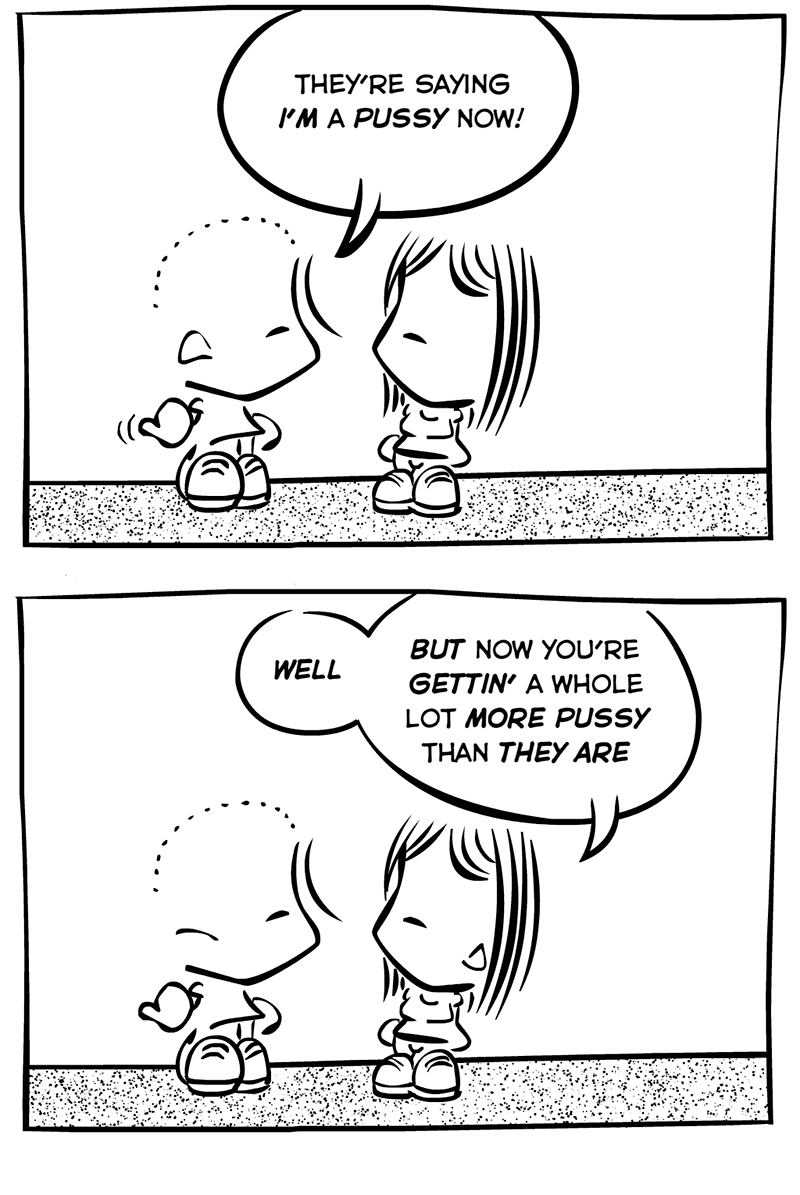 THEY'RE SAYING
I'M A PUSSY NOW!
WELL
BUT NOW YOU'RE
GETTIN' A WHOLE
LOT MORE PUSSY
THAN THEY ARE